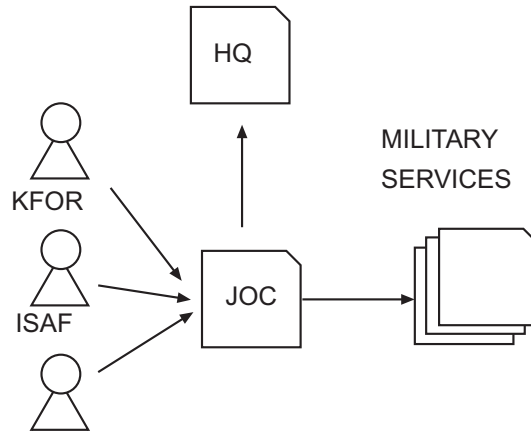 HQ
MILITARY
SERVICES
KFOR
JOC
ISAF